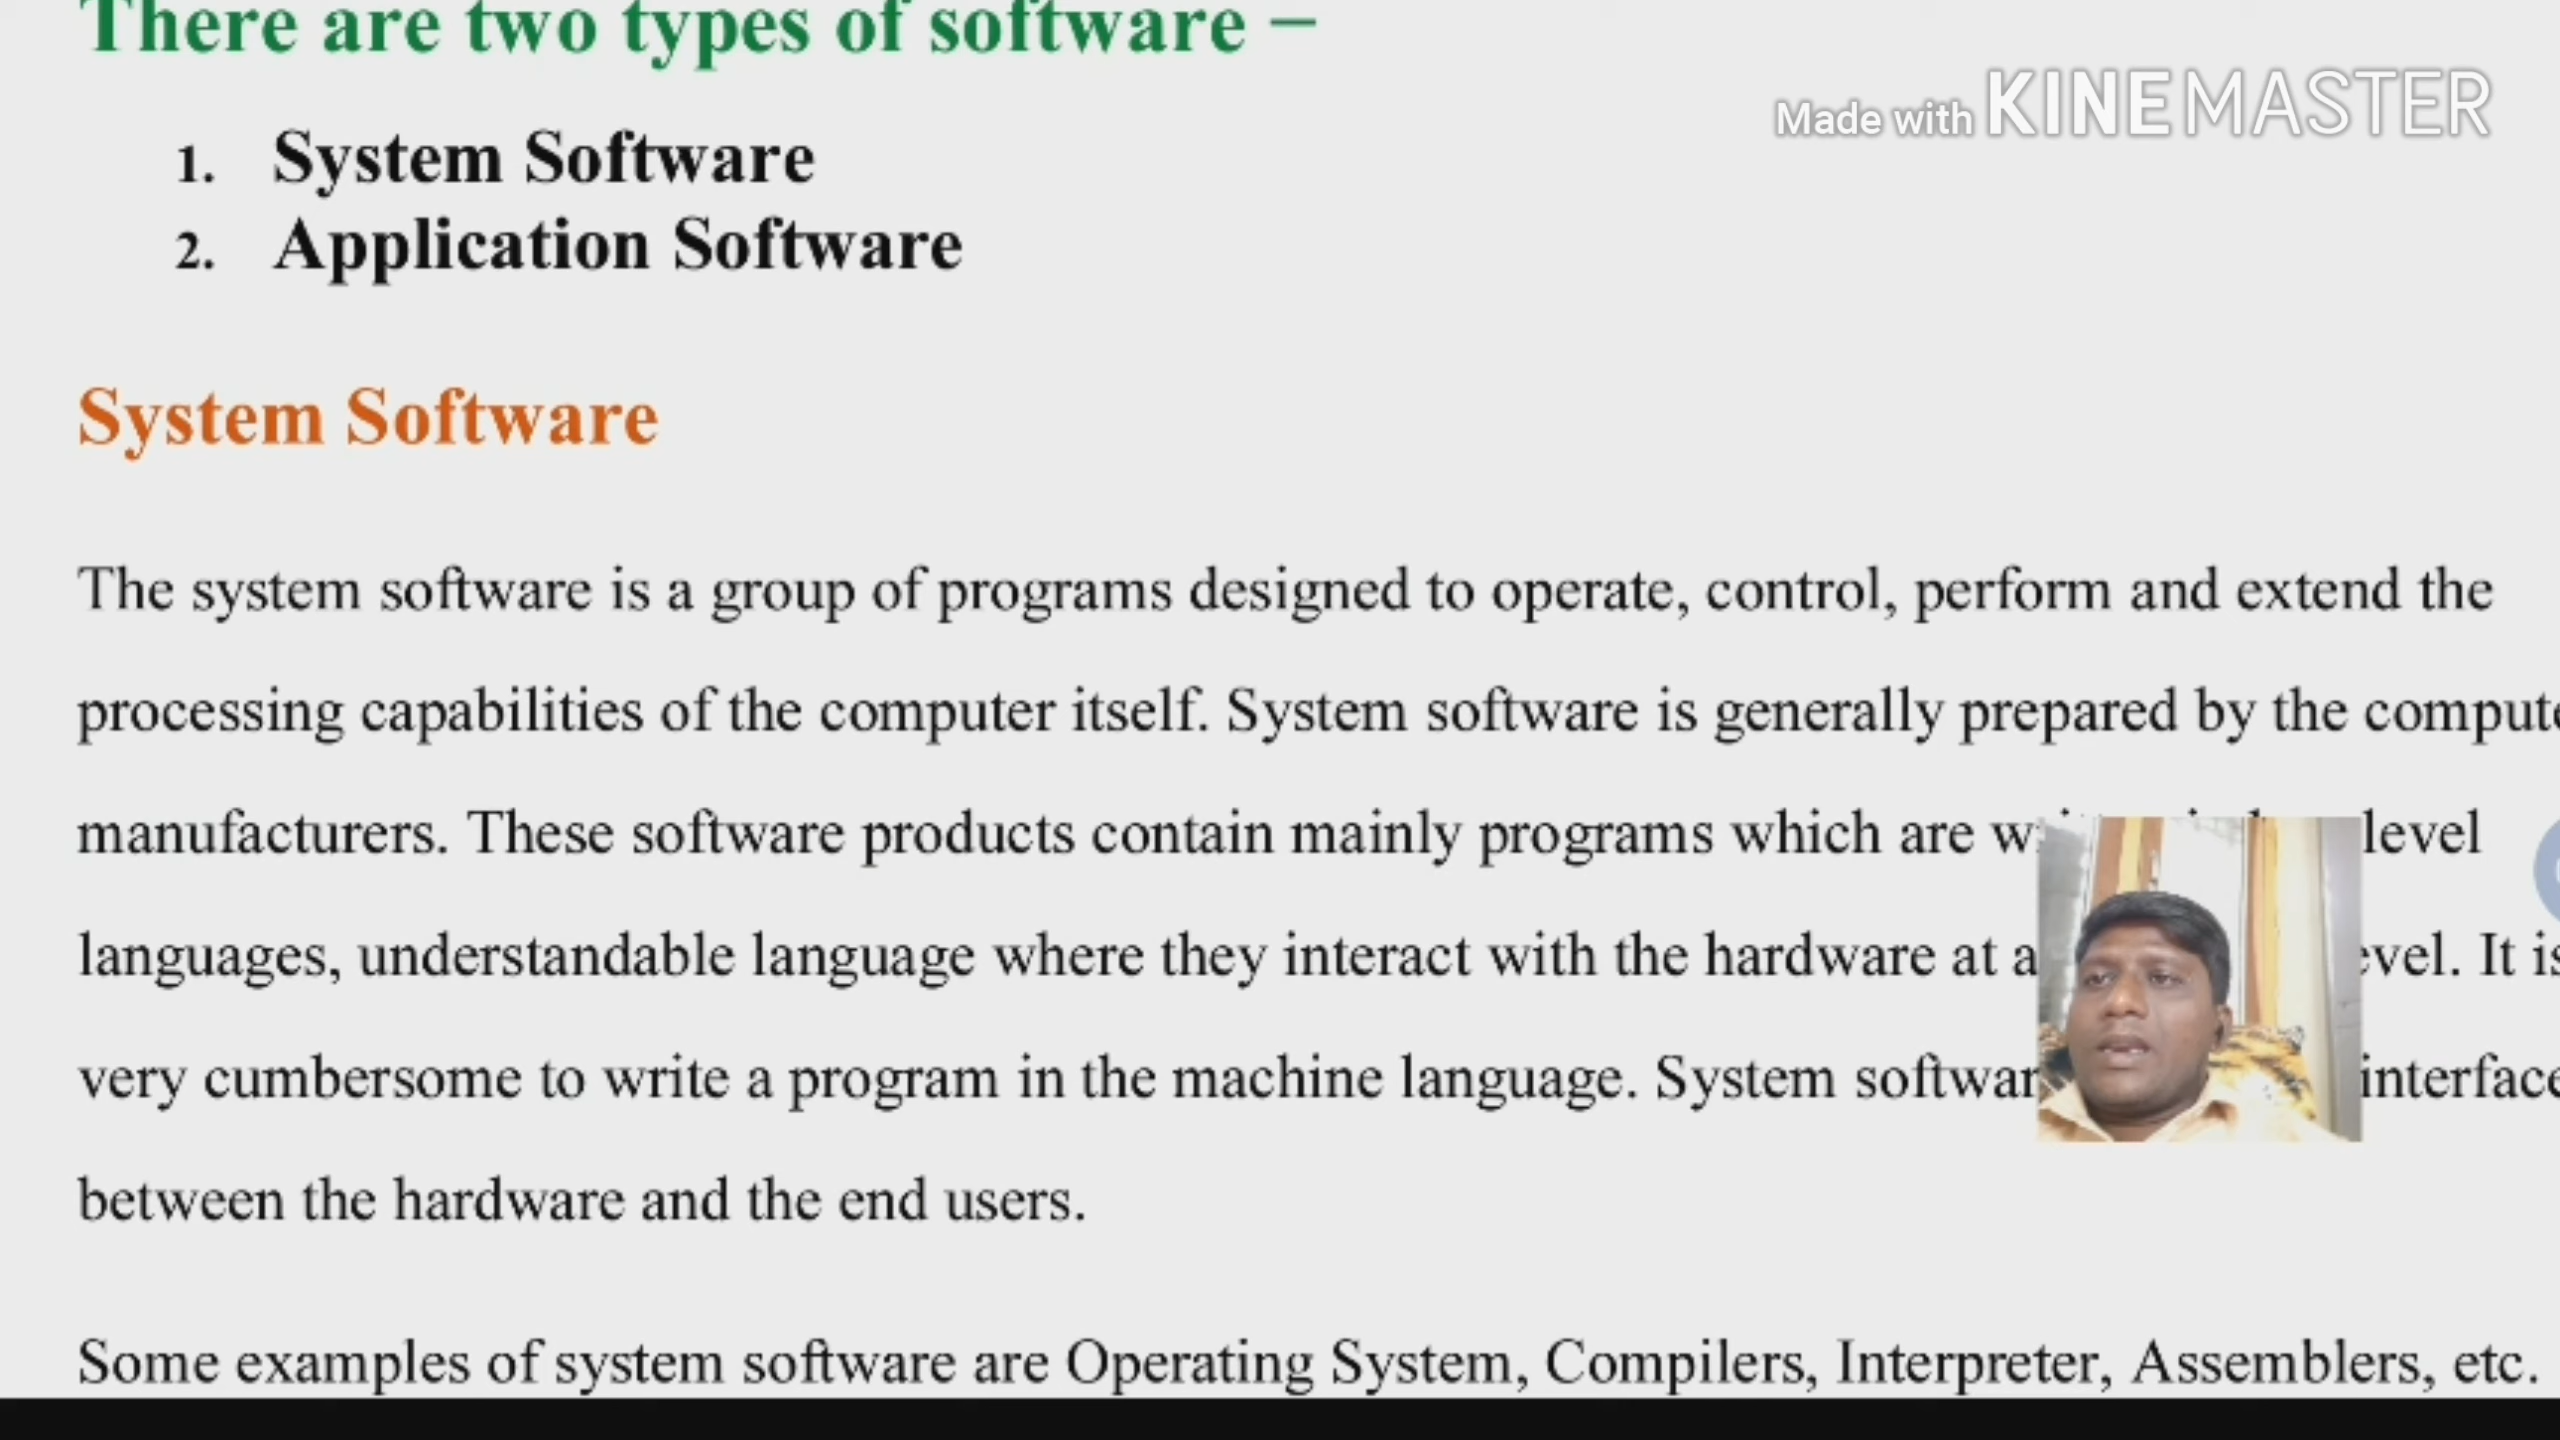 There are two types of software –
Made with KINEMASTER
1. System Software
2. Application Software
System Software
The system software is a group of programs designed to operate, control, perform and extend the
processing capabilities of the computer itself. System software is generally prepared by the
manufacturers. These software products contain mainly programs which are level
languages, understandable language where they interact with the hardware at a It is
very cumbersome to write a program in the machine language. System interface
between the hardware and the end users.
Some examples of system software are Operating System, Compilers, Interpreter, Assemblers, etc.